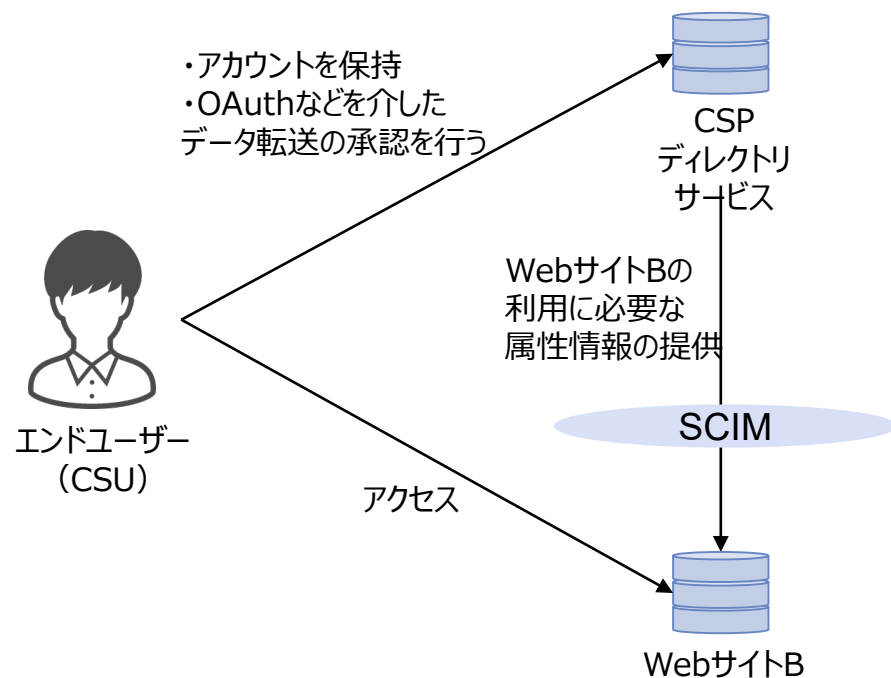 ・アカウントを保持
・OAuthなどを介した
データ転送の承認を行う
CSP
ディレクトリ
サービス
WebサイトBの
利用に必要な
属性情報の提供
SCIM
エンドユーザー
（CSU）
アクセス
WebサイトB